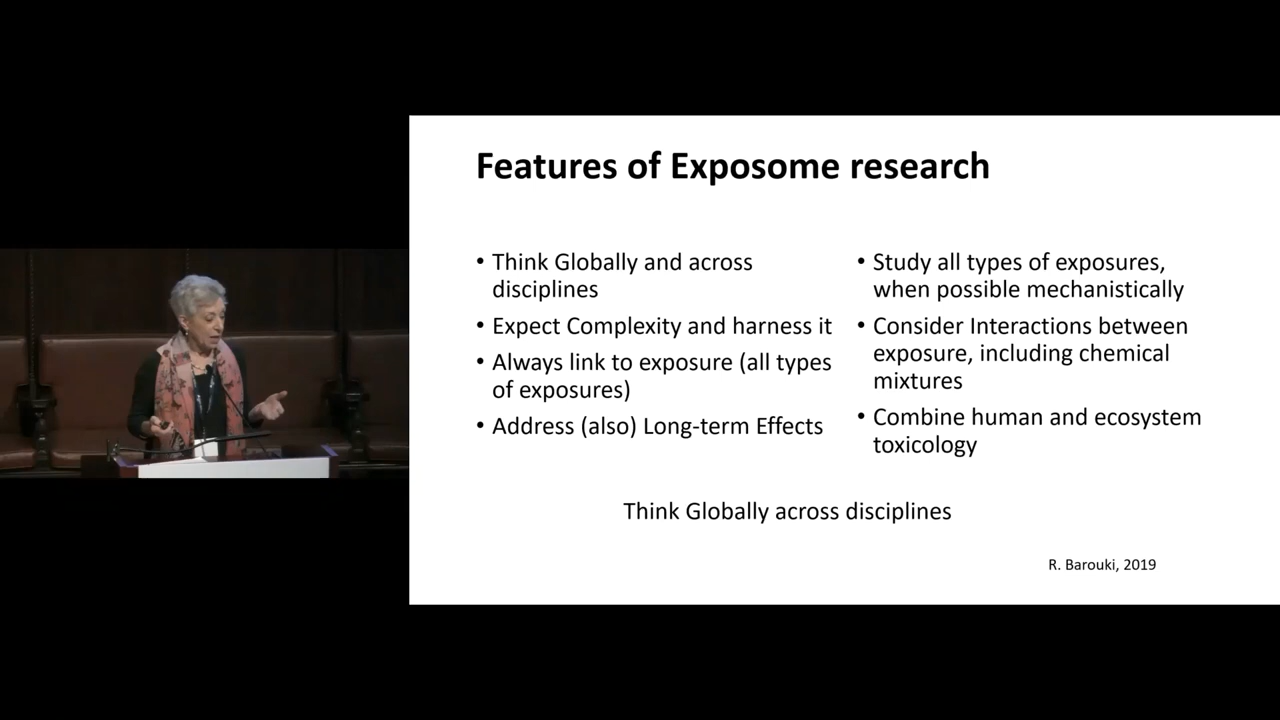 Features of Exposome research
• Think Globally and across
disciplines
• Expect Complexity and harness it
• Always link to exposure (all types
of exposures)
• Address (also) Long-term Effects
• Study all types of exposures,
when possible mechanistically
• Consider Interactions between
exposure, including chemical
mixtures
• Combine human and ecosystem
toxicology
Think Globally across disciplines
R. Barouki, 2019